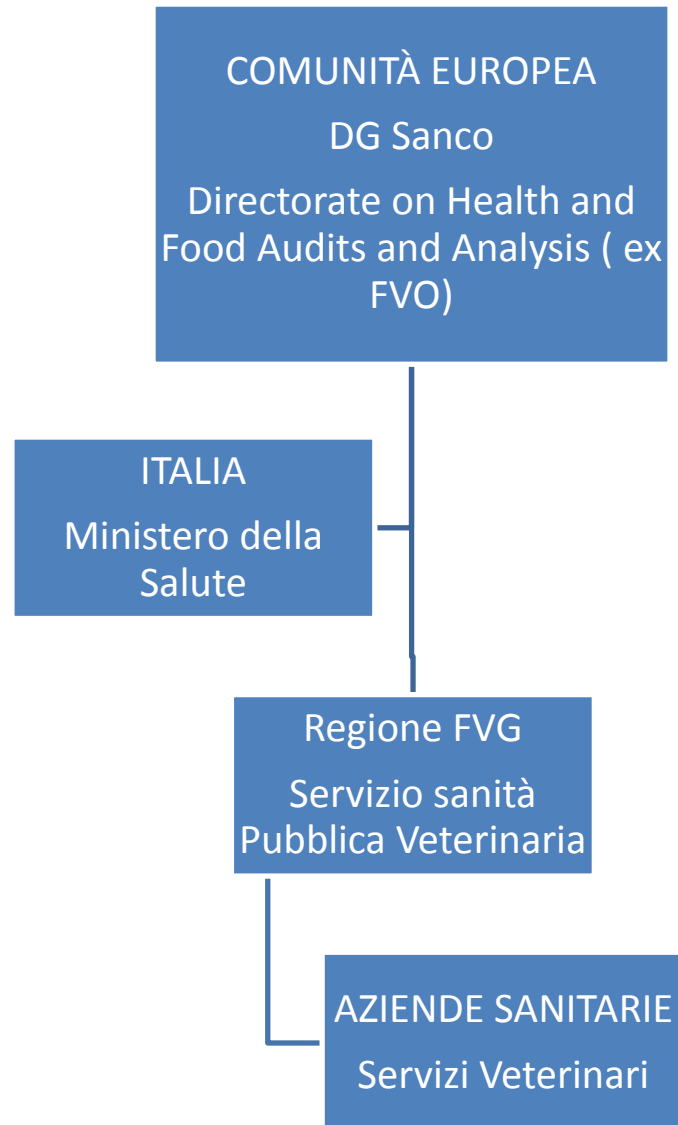 COMUNITÀ EUROPEA
DG Sanco
Directorate on Health and
Food Audits and Analysis ( ex
FVO)
ITALIA
Ministero della
Salute
Regione FVG
Servizio sanità
Pubblica Veterinaria
AZIENDE SANITARIE
Servizi Veterinari